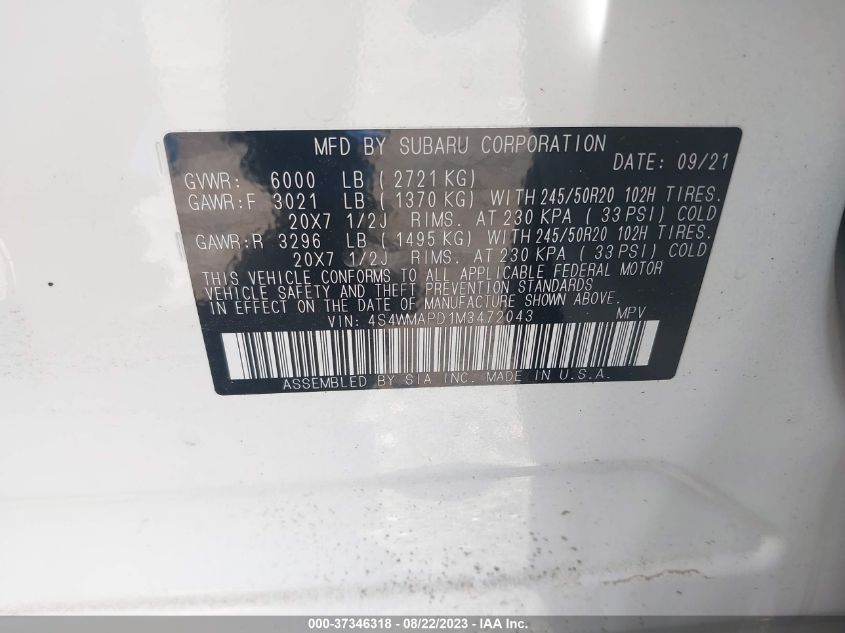 MFD BY SUBARU CORPORATION
DATE: 09/21
GVWR: 6000 LB ( 2721 KG)
GAWR:F 3021 LB ( 1370 KG) WITH 245/50R20 102H TIRES.
20X7 1/2J RIMS. AT 230 KPA ( 33 PSI) COLD
GAWR:R 3296 LB ( 1495 KG) WITH 245/50R20 102H TIRES.
20X7 1/2J RIMS. AT 230 KPA ( 33 PSI) COLD
THIS VEHICLE CONFORMS TO ALL APPLICABLE FEDERAL MOTOR
VEHICLE SAFETY AND THEFT PREVENTION STANDARDS
IN EFFECT ON THE DATE OF MANUFACTURE SHOWN ABOVE.
VIN: 4S4WMAPD1M3472043 MPV
ASSEMBLED BY SIA INC. MADE IN U.S.A.
000-37346318 - 08/22/2023 - IAA Inc.